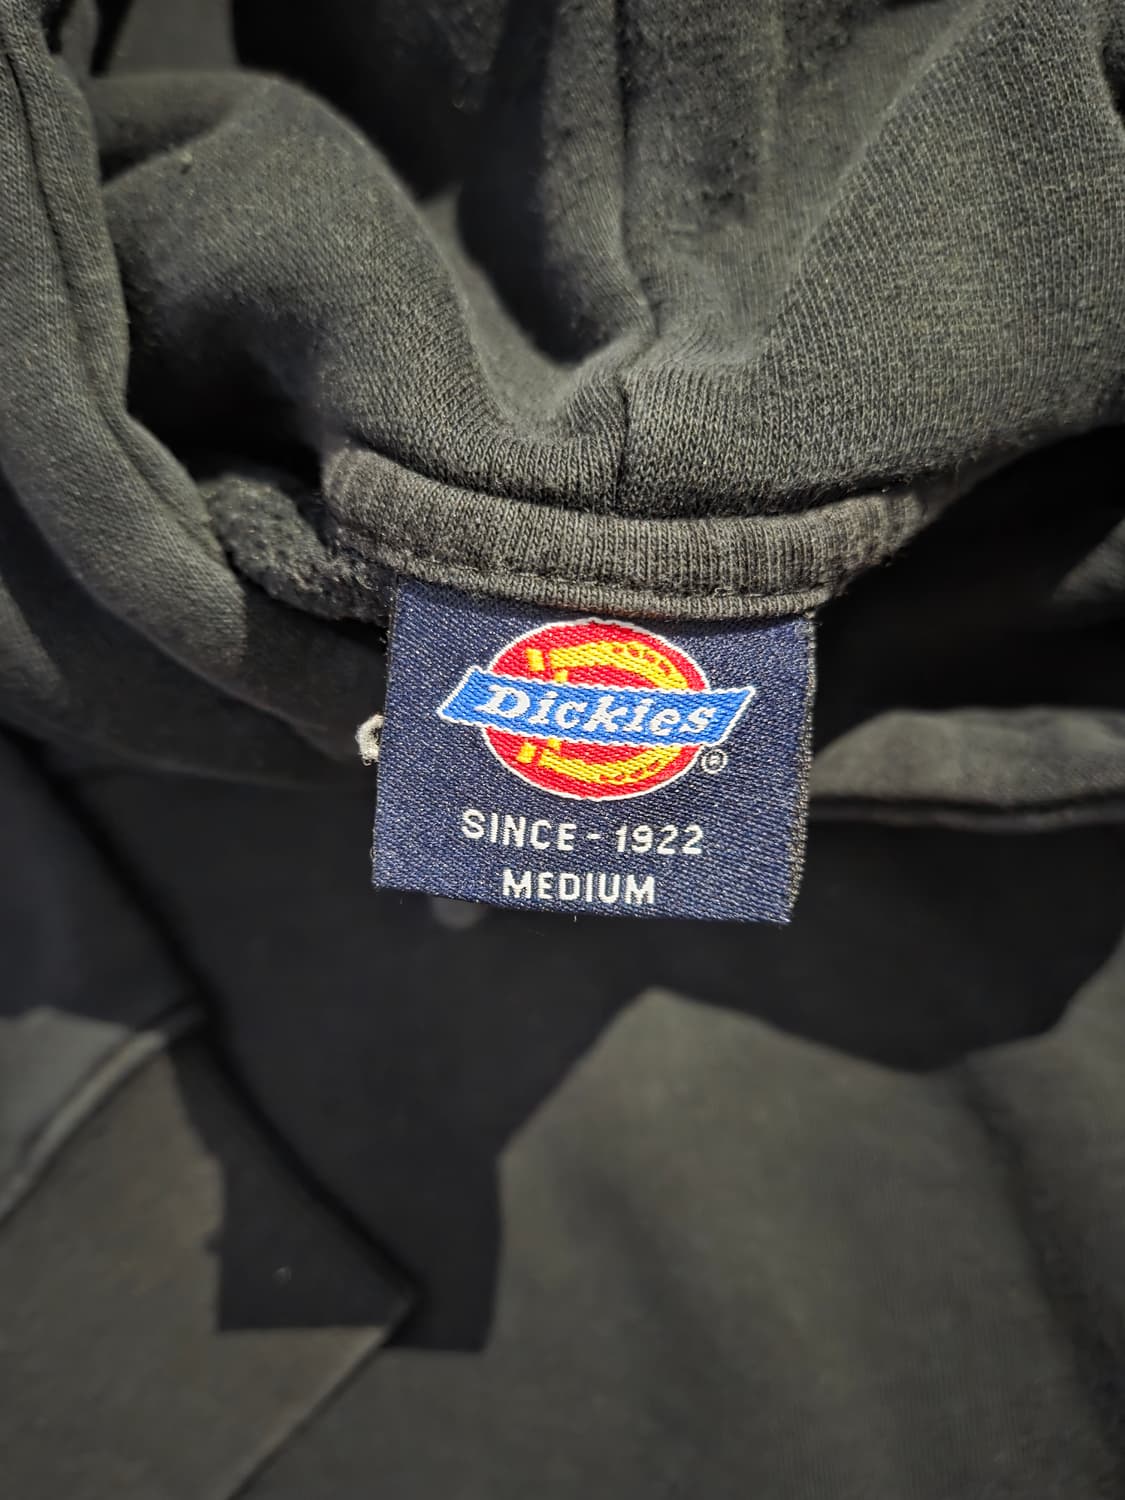 Dickies
®
SINCE - 1922
MEDIUM